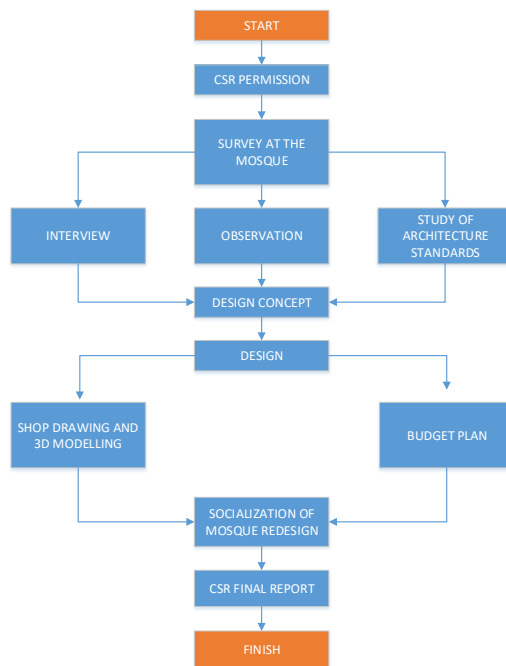 START
CSR PERMISSION
SURVEY AT THE
MOSQUE
INTERVIEW
OBSERVATION
STUDY OF
ARCHITECTURE
STANDARDS
DESIGN CONCEPT
DESIGN
SHOP DRAWING AND
3D MODELLING
BUDGET PLAN
SOCIALIZATION OF
MOSQUE REDESIGN
CSR FINAL REPORT
FINISH